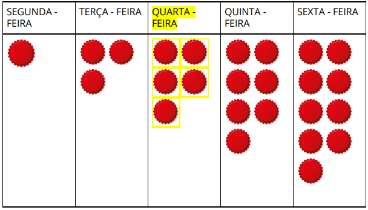 SEGUNDA -
FEIRA
TERÇA - FEIRA
QUARTA -
FEIRA
QUINTA -
FEIRA
SEXTA - FEIRA